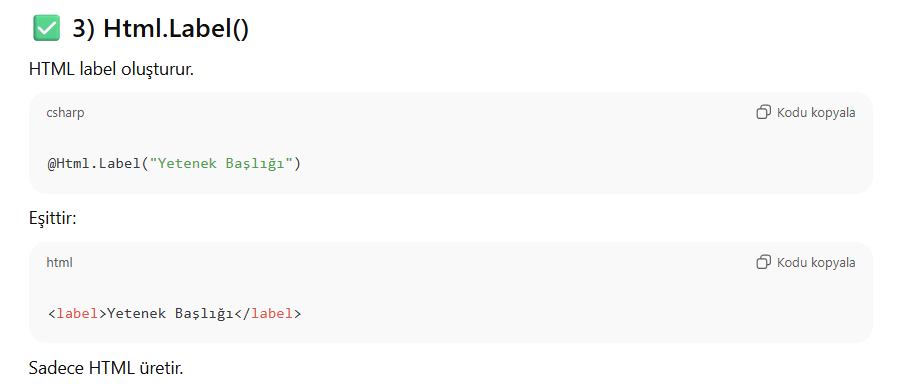 ✅ 3) Html.Label()
HTML label oluşturur.
csharp Kodu kopyala
@Html.Label("Yetenek Başlığı")
Eşittir:
html Kodu kopyala
<label>Yetenek Başlığı</label>
Sadece HTML üretir.